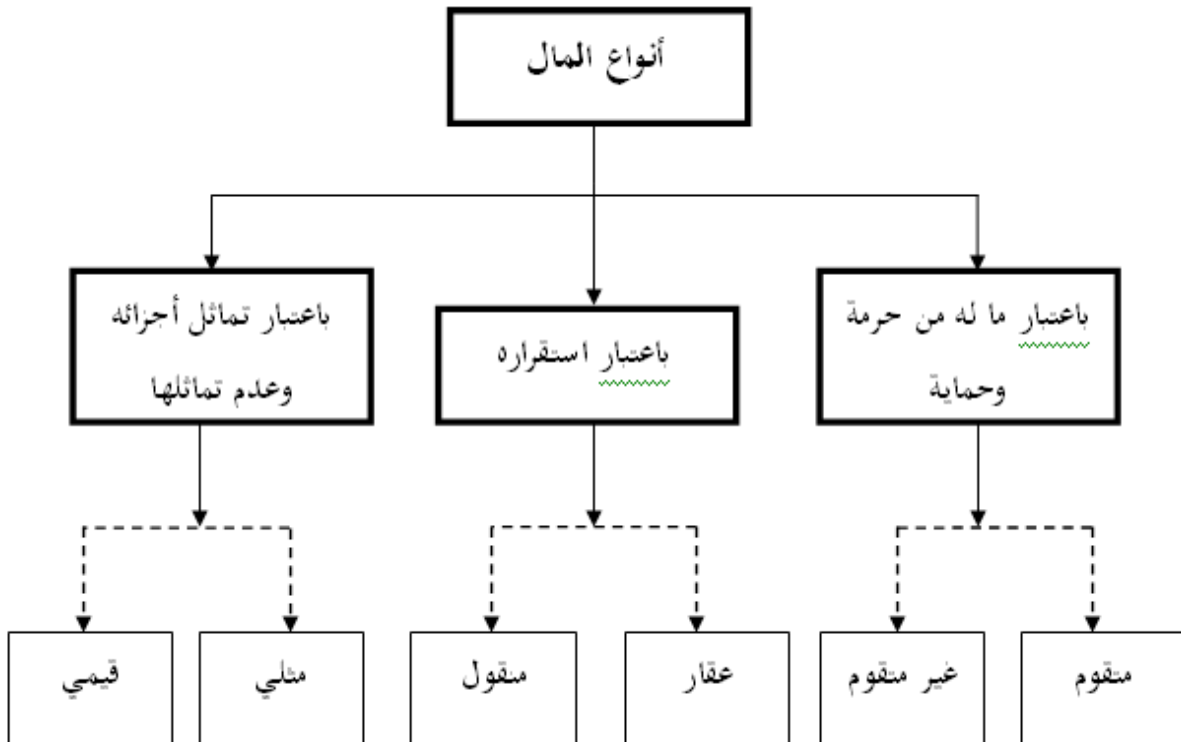 أنواع المال
باعتبار ما له من حرمة
وحماية
باعتبار استقراره
باعتبار تماثل أجزائه
وعدم تماثلها
متقوم
غير متقوم
عقار
منقول
مثلي
قيمي